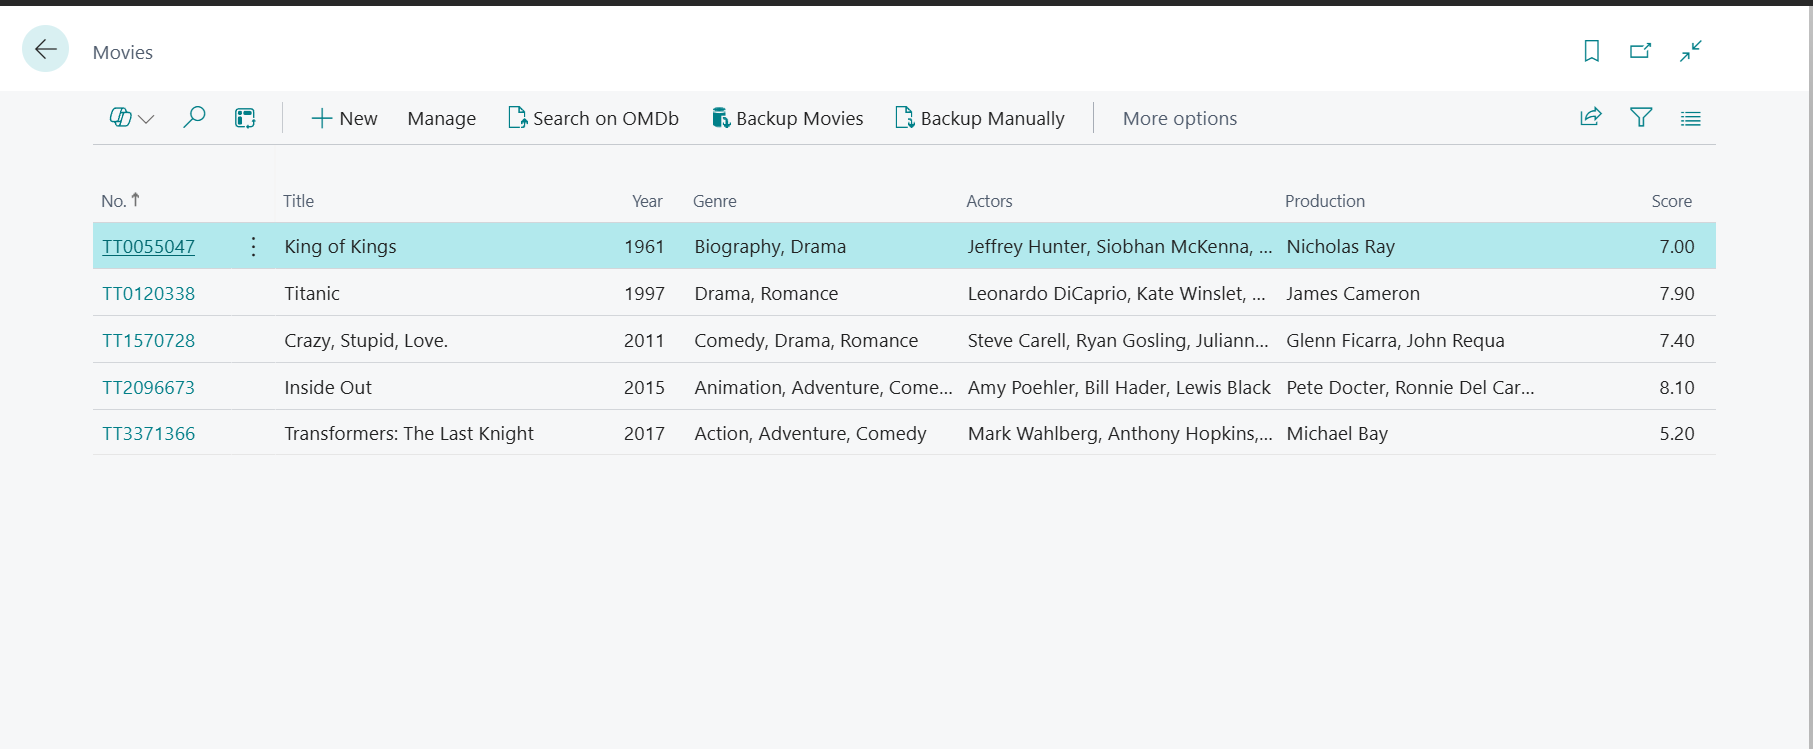 Movies
New Manage Search on OMDb Backup Movies Backup Manually More options
No. ↑ Title Year Genre Actors Production Score
TT0055047 King of Kings 1961 Biography, Drama Jeffrey Hunter, Siobhan McKenna, ... Nicholas Ray 7.00
TT0120338 Titanic 1997 Drama, Romance Leonardo DiCaprio, Kate Winslet, ... James Cameron 7.90
TT1570728 Crazy, Stupid, Love. 2011 Comedy, Drama, Romance Steve Carell, Ryan Gosling, Juliann... Glenn Ficarra, John Requa 7.40
TT2096673 Inside Out 2015 Animation, Adventure, Come... Amy Poehler, Bill Hader, Lewis Black Pete Docter, Ronnie Del Car... 8.10
TT3371366 Transformers: The Last Knight 2017 Action, Adventure, Comedy Mark Wahlberg, Anthony Hopkins,... Michael Bay 5.20